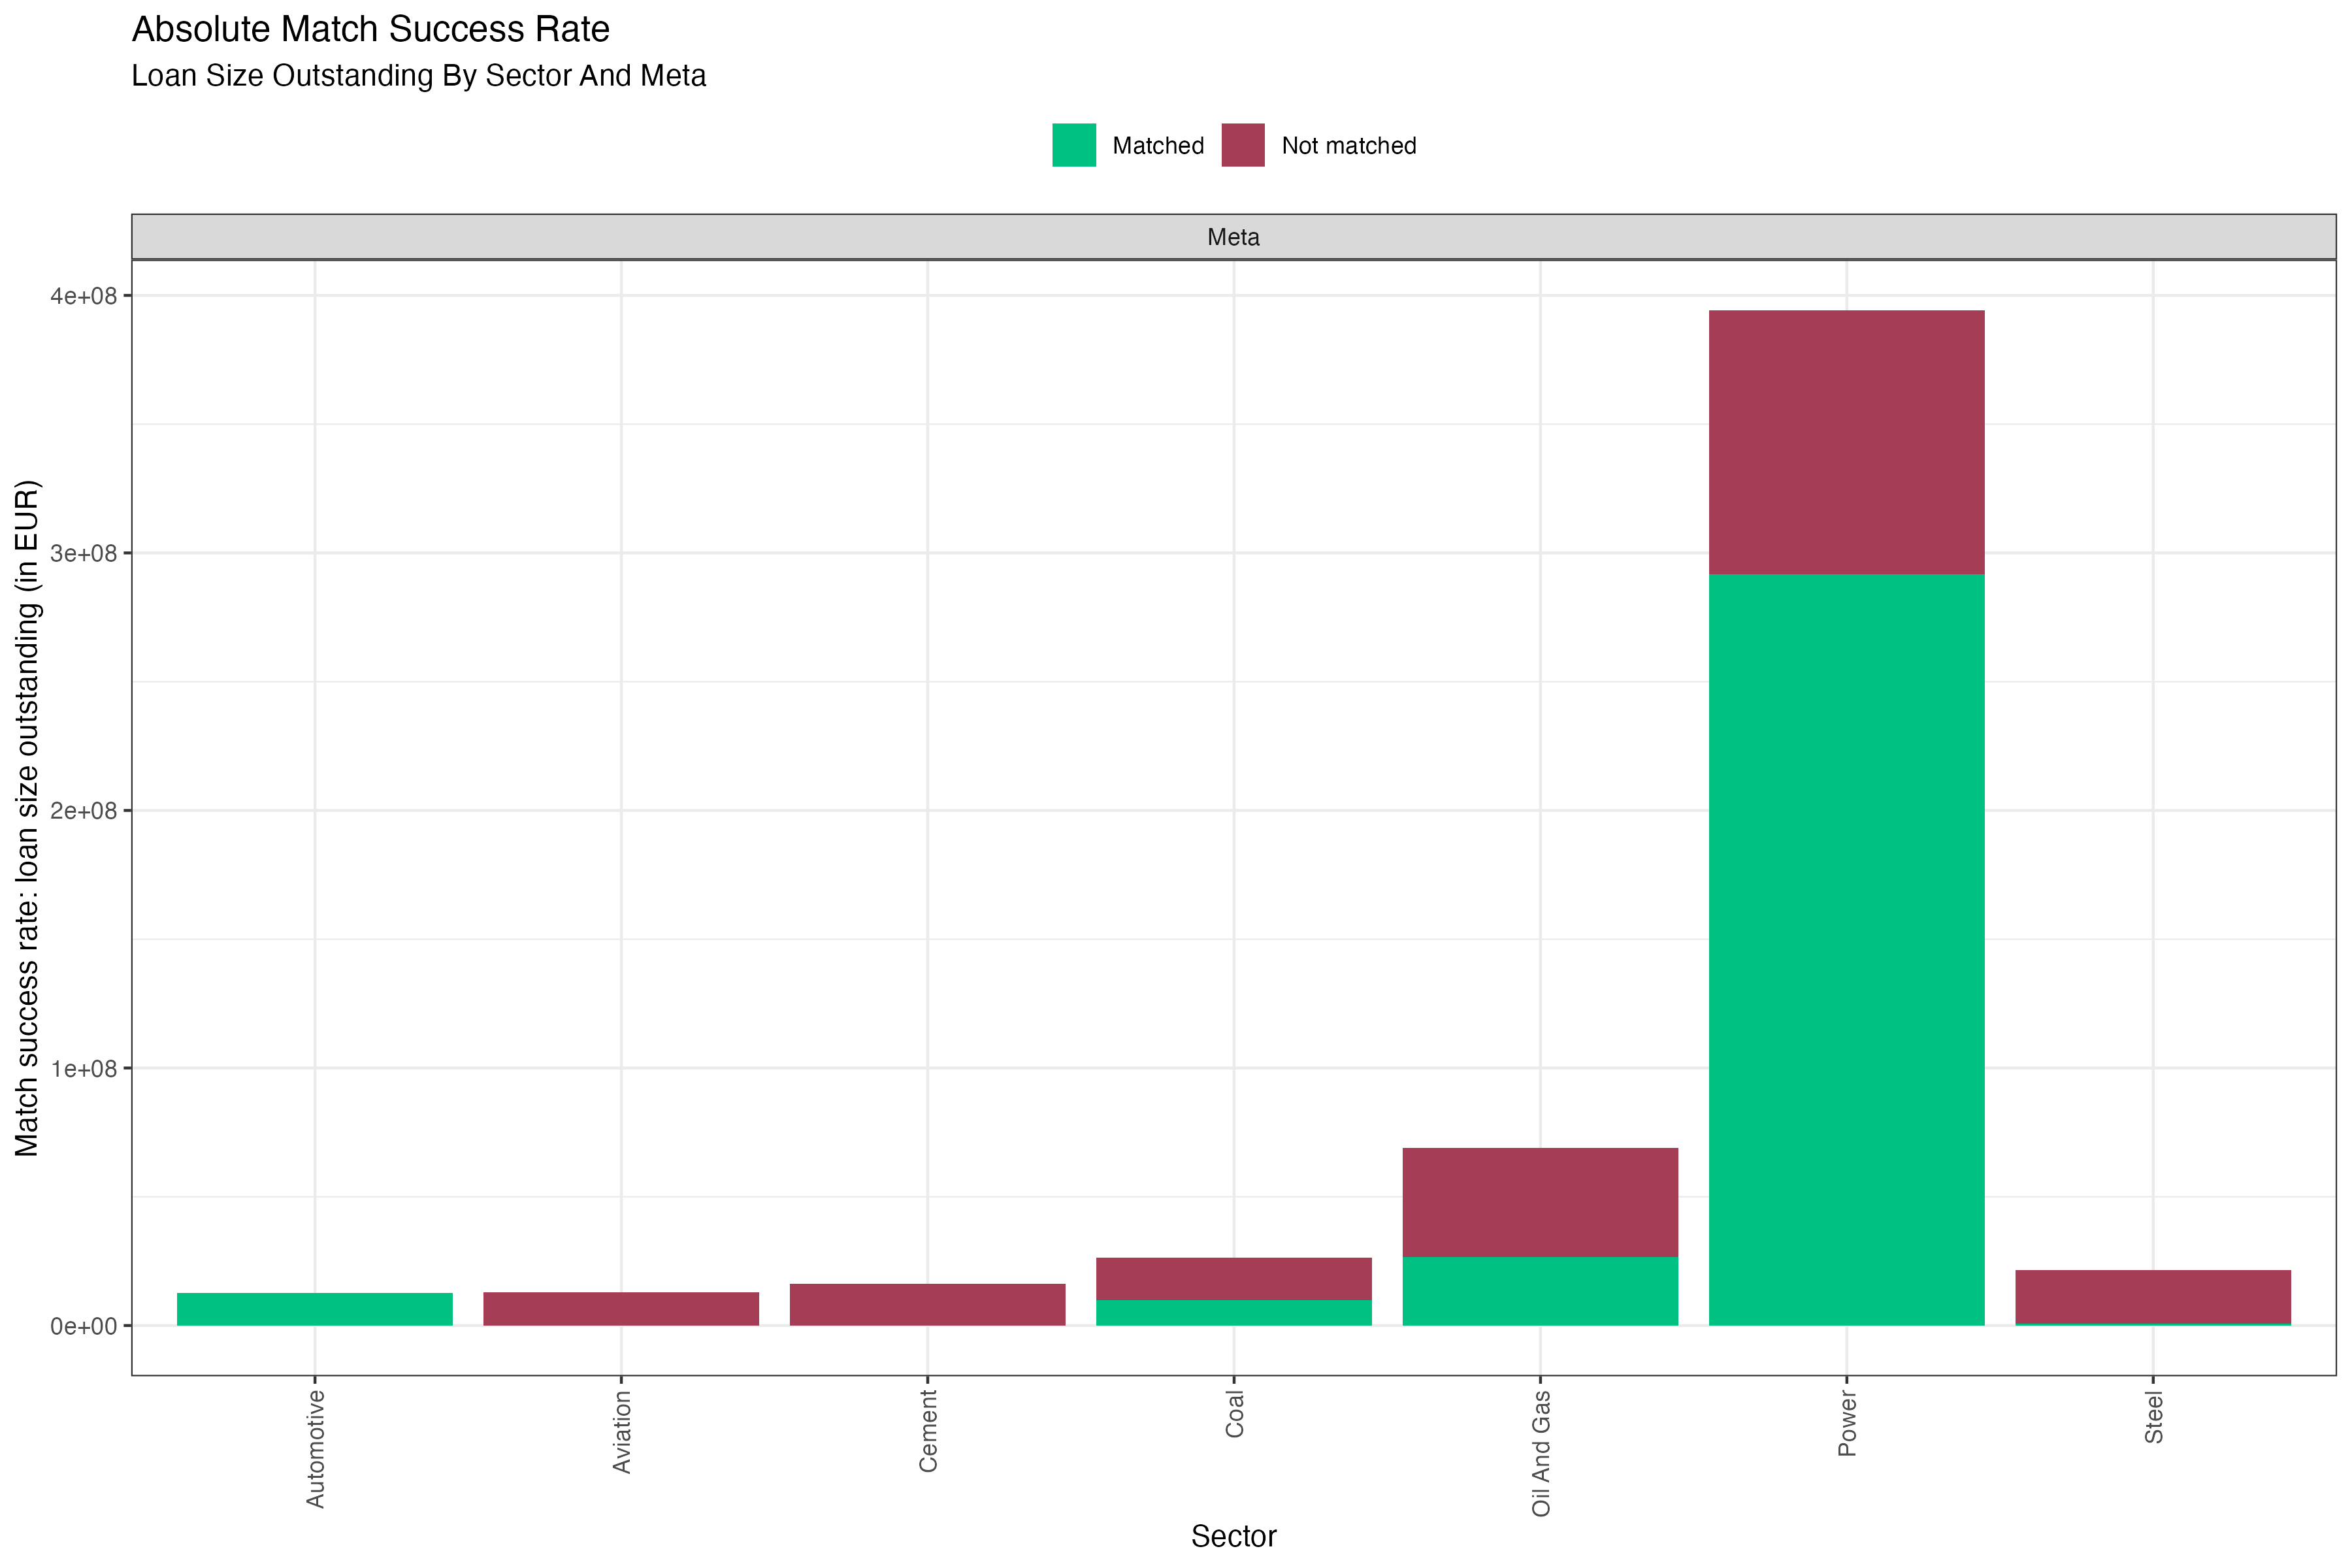 Absolute Match Success Rate
Loan Size Outstanding By Sector And Meta
Matched
Not matched
Meta
Match success rate: loan size outstanding (in EUR)
4e+08
3e+08
2e+08
1e+08
0e+00
Automotive
Aviation
Cement
Coal
Oil And Gas
Power
Steel
Sector